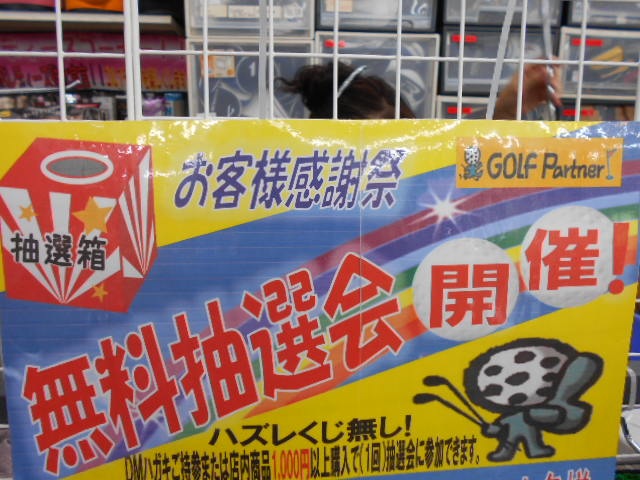 お客様感謝祭
GOLF Partner
抽選箱
無料抽選会開催!
ハズレくじ無し!
DMハガキご持参または店内商品1,000円以上購入で(1回)抽選会に参加できます。